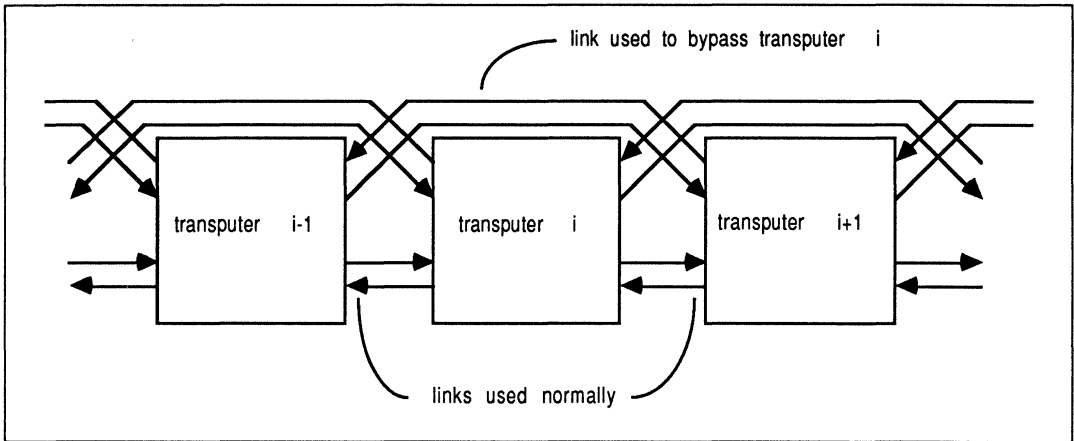 link used to bypass transputer i
transputer i-1
transputer i
transputer i+1
links used normally